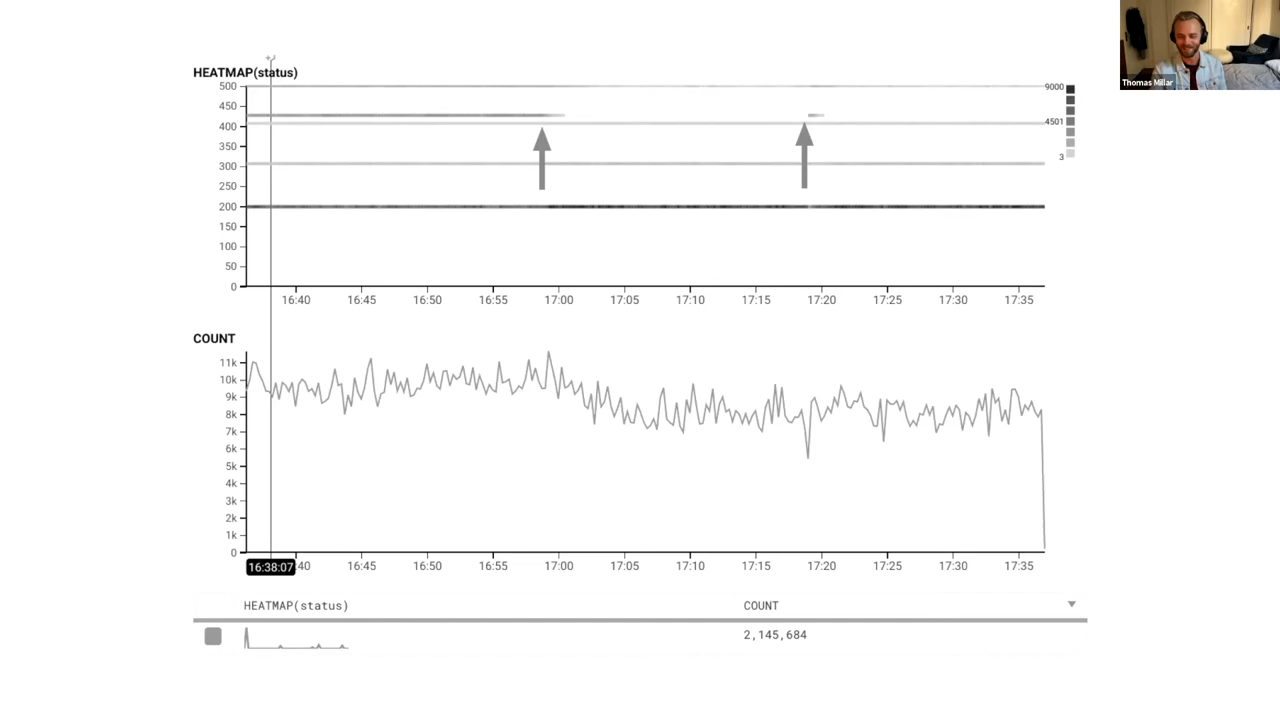 HEATMAP(status)
500
450
400
350
300
250
200
150
100
50
0
9000
4501
3
16:40 16:45 16:50 16:55 17:00 17:05 17:10 17:15 17:20 17:25 17:30 17:35
COUNT
11k
10k
9k
8k
7k
6k
5k
4k
3k
2k
1k
0
16:38:07 :40 16:45 16:50 16:55 17:00 17:05 17:10 17:15 17:20 17:25 17:30 17:35
HEATMAP(status) COUNT
2,145,684
Thomas Millar